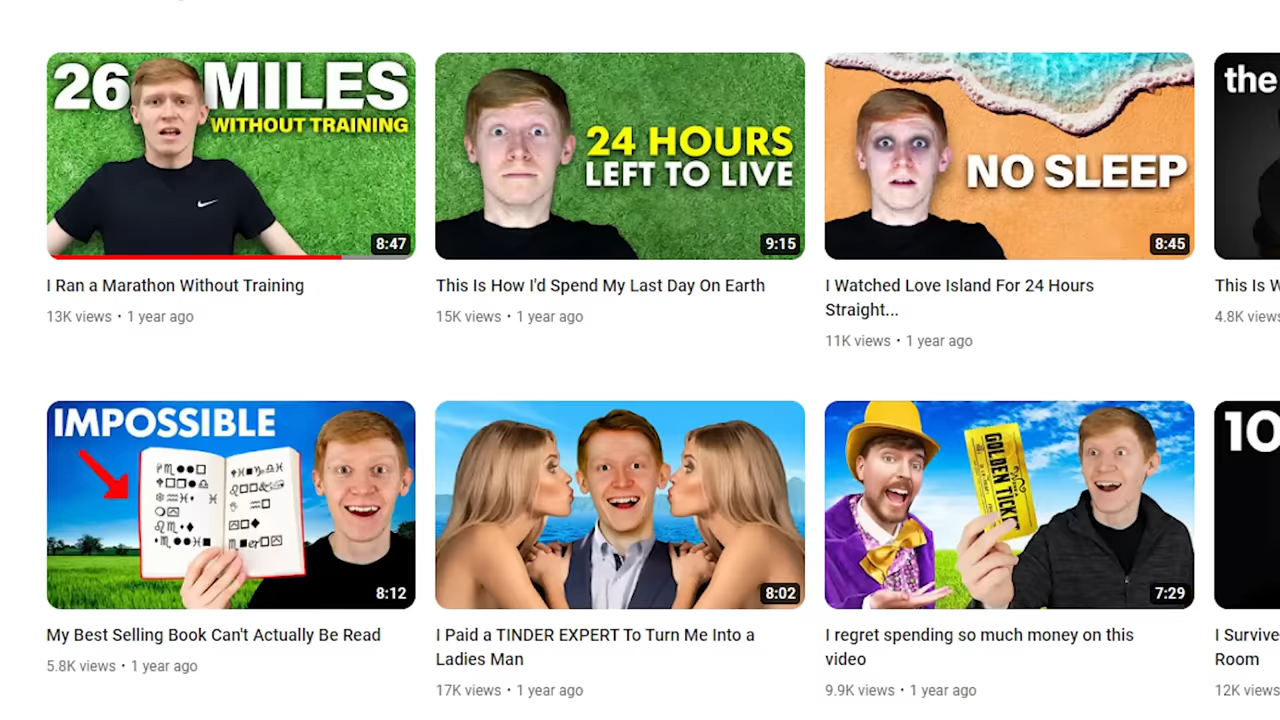 26 MILES
WITHOUT TRAINING
8:47
24 HOURS
LEFT TO LIVE
9:15
NO SLEEP
8:45
the
I Ran a Marathon Without Training
13K views • 1 year ago
This Is How I'd Spend My Last Day On Earth
15K views • 1 year ago
I Watched Love Island For 24 Hours
Straight...
11K views • 1 year ago
This Is W
4.8K views
IMPOSSIBLE
8:12
8:02
GOLDEN TICKE
7:29
10
My Best Selling Book Can't Actually Be Read
5.8K views • 1 year ago
I Paid a TINDER EXPERT To Turn Me Into a
Ladies Man
17K views • 1 year ago
I regret spending so much money on this
video
9.9K views • 1 year ago
I Survive
Room
12K views